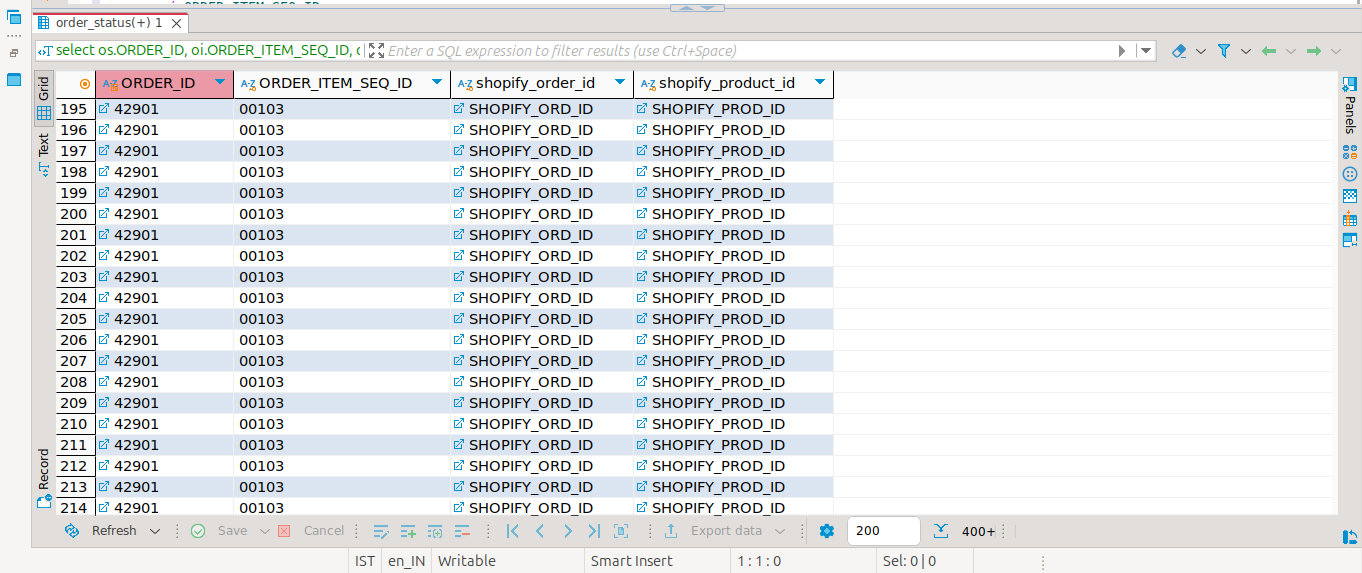 order_status(+) 1
select os.ORDER_ID, oi.ORDER_ITEM_SEQ_ID, c Enter a SQL expression to filter results (use Ctrl+Space)
Grid
Text
Record
Panels
ORDER_ID ORDER_ITEM_SEQ_ID shopify_order_id shopify_product_id
195 42901 00103 SHOPIFY_ORD_ID SHOPIFY_PROD_ID
196 42901 00103 SHOPIFY_ORD_ID SHOPIFY_PROD_ID
197 42901 00103 SHOPIFY_ORD_ID SHOPIFY_PROD_ID
198 42901 00103 SHOPIFY_ORD_ID SHOPIFY_PROD_ID
199 42901 00103 SHOPIFY_ORD_ID SHOPIFY_PROD_ID
200 42901 00103 SHOPIFY_ORD_ID SHOPIFY_PROD_ID
201 42901 00103 SHOPIFY_ORD_ID SHOPIFY_PROD_ID
202 42901 00103 SHOPIFY_ORD_ID SHOPIFY_PROD_ID
203 42901 00103 SHOPIFY_ORD_ID SHOPIFY_PROD_ID
204 42901 00103 SHOPIFY_ORD_ID SHOPIFY_PROD_ID
205 42901 00103 SHOPIFY_ORD_ID SHOPIFY_PROD_ID
206 42901 00103 SHOPIFY_ORD_ID SHOPIFY_PROD_ID
207 42901 00103 SHOPIFY_ORD_ID SHOPIFY_PROD_ID
208 42901 00103 SHOPIFY_ORD_ID SHOPIFY_PROD_ID
209 42901 00103 SHOPIFY_ORD_ID SHOPIFY_PROD_ID
210 42901 00103 SHOPIFY_ORD_ID SHOPIFY_PROD_ID
211 42901 00103 SHOPIFY_ORD_ID SHOPIFY_PROD_ID
212 42901 00103 SHOPIFY_ORD_ID SHOPIFY_PROD_ID
213 42901 00103 SHOPIFY_ORD_ID SHOPIFY_PROD_ID
214 42901 00103 SHOPIFY_ORD_ID SHOPIFY_PROD_ID
Refresh Save Cancel Export data 200 400+
IST en_IN Writable Smart Insert 1 : 1 : 0 Sel: 0 | 0